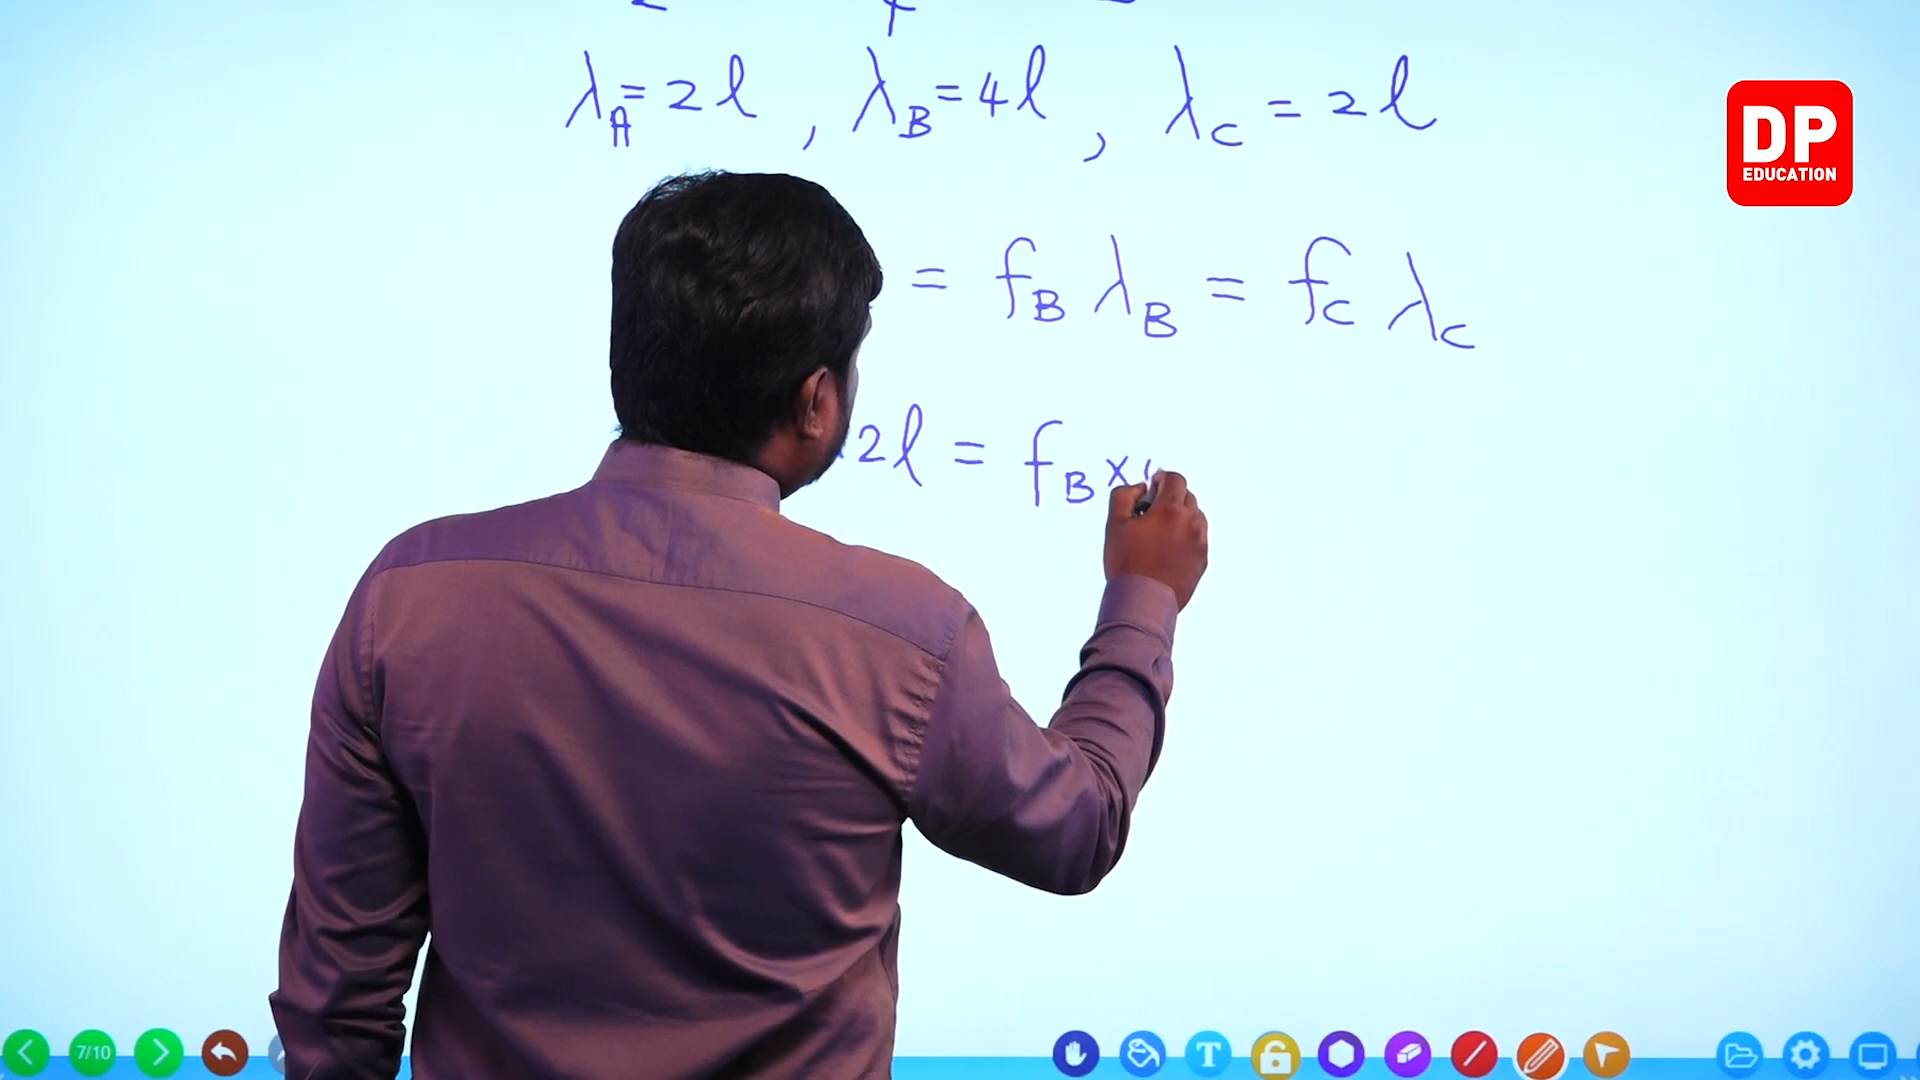 λA = 2l , λB = 4l , λC = 2l
= fB λB = fC λC
2l = fB ×
DP
EDUCATION
7/10
T